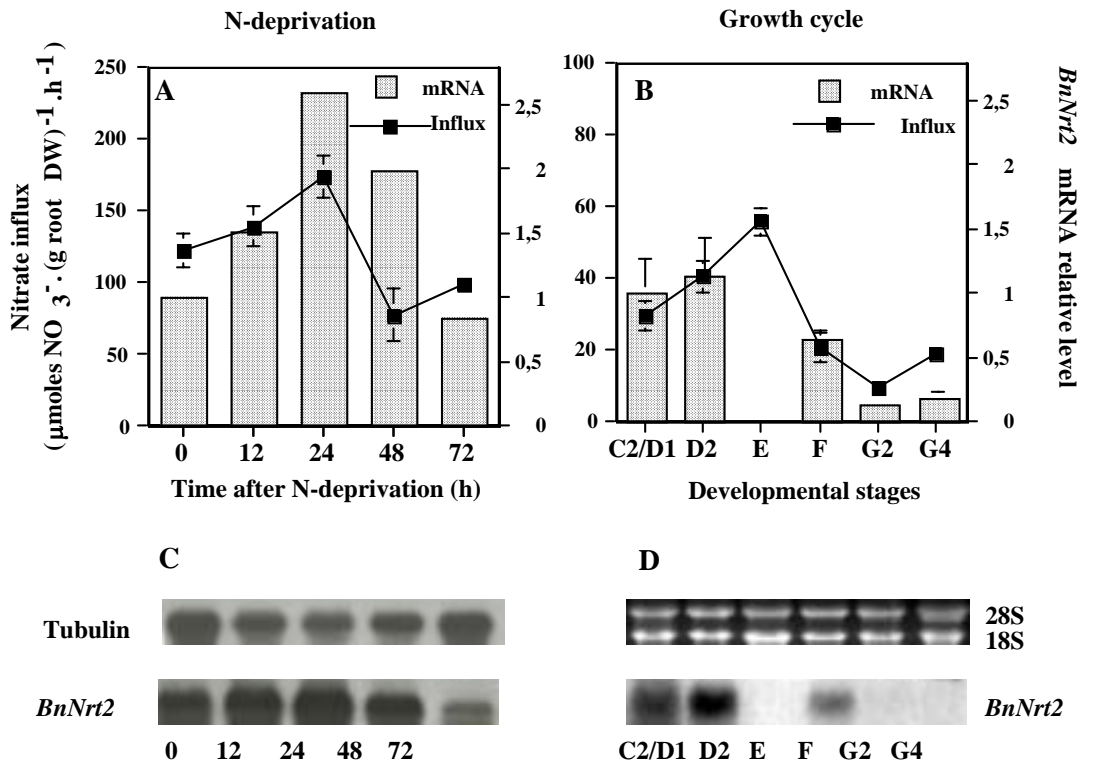 N-deprivation
Growth cycle
Nitrate influx
(µmoles NO3-. (g root DW)-1.h-1)
250
200
150
100
50
0
A
mRNA
Influx
2,5
2
1,5
1
0,5
0
0 12 24 48 72
Time after N-deprivation (h)
100
80
60
40
20
0
B
mRNA
Influx
2,5
2
1,5
1
0,5
0
BnNrt2 mRNA relative level
C2/D1 D2 E F G2 G4
Developmental stages
C
Tubulin
BnNrt2
0 12 24 48 72
D
28S
18S
BnNrt2
C2/D1 D2 E F G2 G4